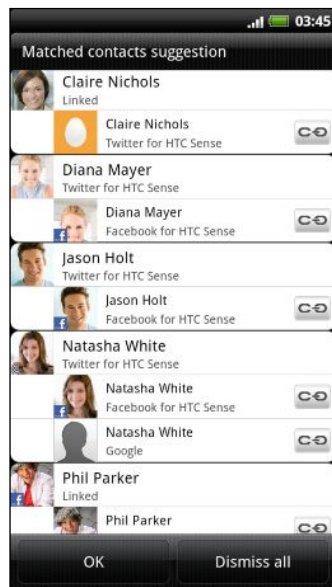 03:45
Matched contacts suggestion
Claire Nichols
Linked
Claire Nichols
Twitter for HTC Sense
Diana Mayer
Twitter for HTC Sense
Diana Mayer
Facebook for HTC Sense
Jason Holt
Twitter for HTC Sense
Jason Holt
Facebook for HTC Sense
Natasha White
Twitter for HTC Sense
Natasha White
Facebook for HTC Sense
Natasha White
Google
Phil Parker
Linked
Phil Parker
OK Dismiss all